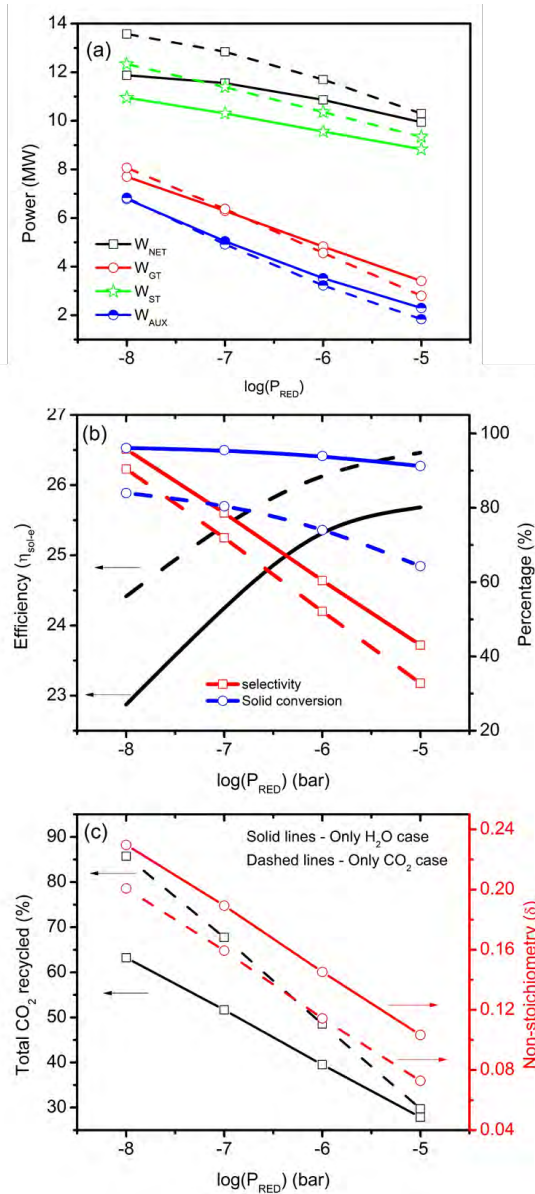 (a)
Power (MW)
14
12
10
8
6
4
2
W_NET
W_GT
W_ST
W_AUX
-8 -7 -6 -5
log(P_RED)
(b)
Efficiency (η_sol-e)
27
26
25
24
23
Percentage (%)
100
80
60
40
20
selectivity
Solid conversion
-8 -7 -6 -5
log(P_RED) (bar)
(c)
Total CO₂ recycled (%)
90
80
70
60
50
40
30
Solid lines - Only H₂O case
Dashed lines - Only CO₂ case
Non-stoichiometry (δ)
0.24
0.20
0.16
0.12
0.08
0.04
-8 -7 -6 -5
log(P_RED) (bar)